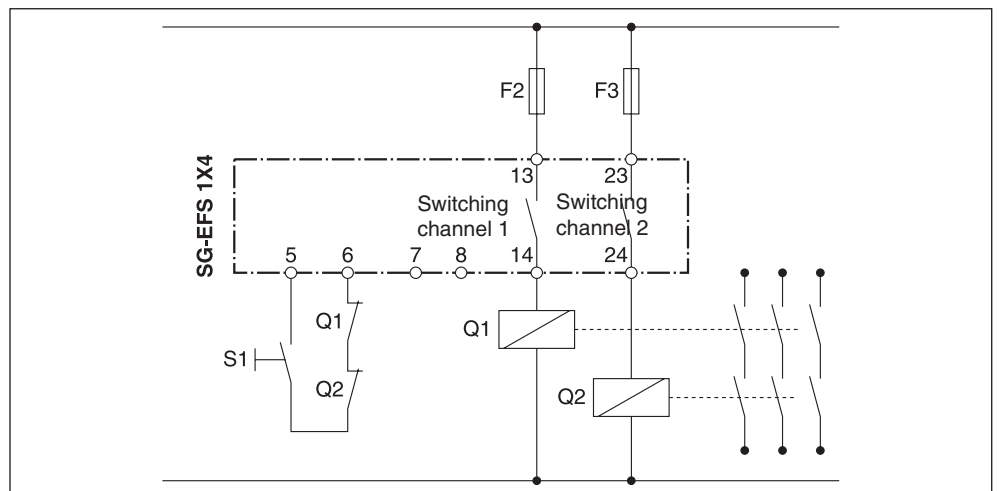 F2
F3
SG-EFS 1X4
13
23
Switching
channel 1
Switching
channel 2
5
6
7
8
14
24
Q1
Q1
S1
Q2
Q2